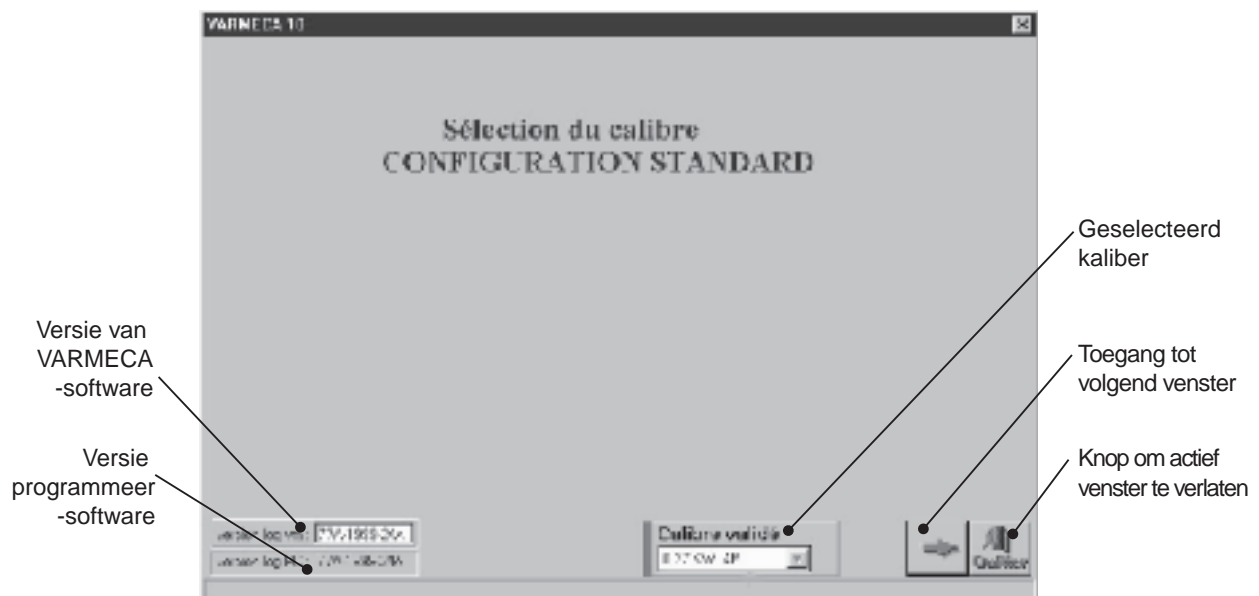 VARMECA 10
Sélection du calibre
CONFIGURATION STANDARD
Geselecteerd
kaliber
Versie van
VARMECA
-software
Toegang tot
volgend venster
Versie
programmeer
-software
Knop om actief
venster te verlaten
Calibre validé
Quitter